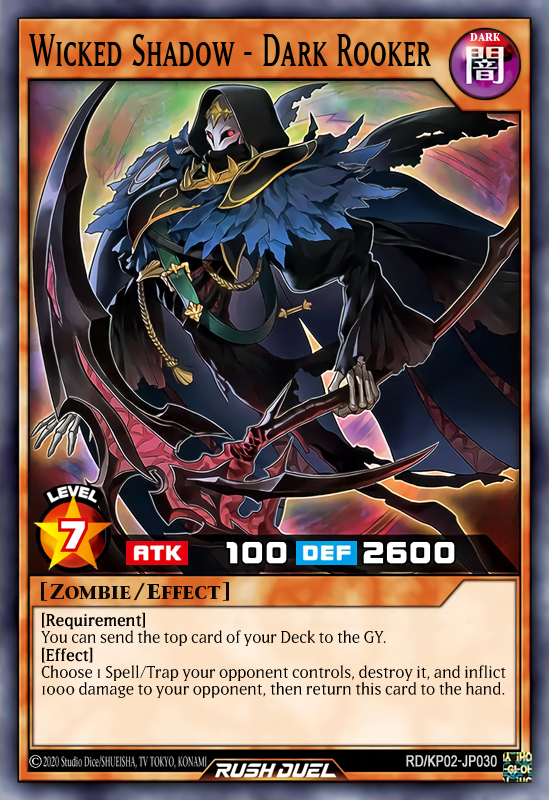 Wicked Shadow - Dark Rooker
DARK
闇
LEVEL
7
ATK 100 DEF 2600
[Zombie/Effect]
[Requirement]
You can send the top card of your Deck to the GY.
[Effect]
Choose 1 Spell/Trap your opponent controls, destroy it, and inflict
1000 damage to your opponent, then return this card to the hand.
©2020 Studio Dice/SHUEISHA, TV TOKYO, KONAMI
RUSH DUEL
RD/KP02-JP030